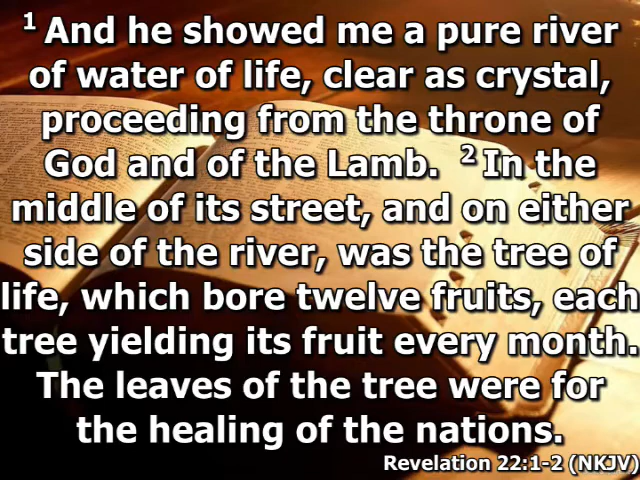 ¹ And he showed me a pure river
of water of life, clear as crystal,
proceeding from the throne of
God and of the Lamb. ² In the
middle of its street, and on either
side of the river, was the tree of
life, which bore twelve fruits, each
tree yielding its fruit every month.
The leaves of the tree were for
the healing of the nations.
Revelation 22:1-2 (NKJV)